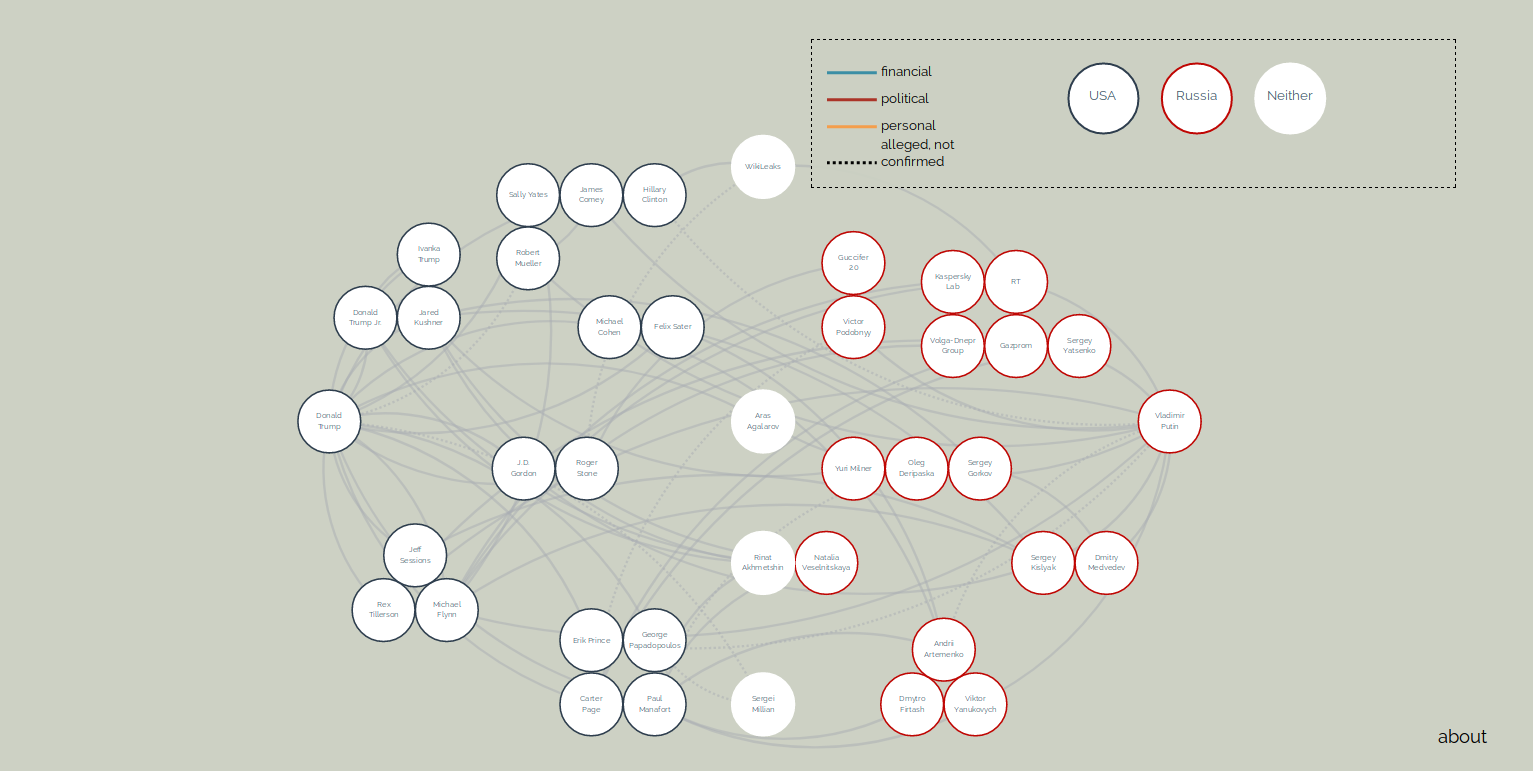 financial
political
personal
alleged, not
confirmed
USA
Russia
Neither
WikiLeaks
Sally Yates
James
Comey
Hillary
Clinton
Ivanka
Trump
Robert
Mueller
Guccifer
2.0
Kaspersky
Lab
RT
Donald
Trump Jr.
Jared
Kushner
Michael
Cohen
Felix Sater
Victor
Podobnyy
Volga-Dnepr
Group
Gazprom
Sergey
Yatsenko
Donald
Trump
Aras
Agalarov
Vladimir
Putin
J.D.
Gordon
Roger
Stone
Yuri Milner
Oleg
Deripaska
Sergey
Gorkov
Jeff
Sessions
Rinat
Akhmetshin
Natalia
Veselnitskaya
Sergey
Kislyak
Dmitry
Medvedev
Rex
Tillerson
Michael
Flynn
Erik Prince
George
Papadopoulos
Andrii
Artemenko
Carter
Page
Paul
Manafort
Sergei
Millian
Dmytro
Firtash
Viktor
Yanukovych
about